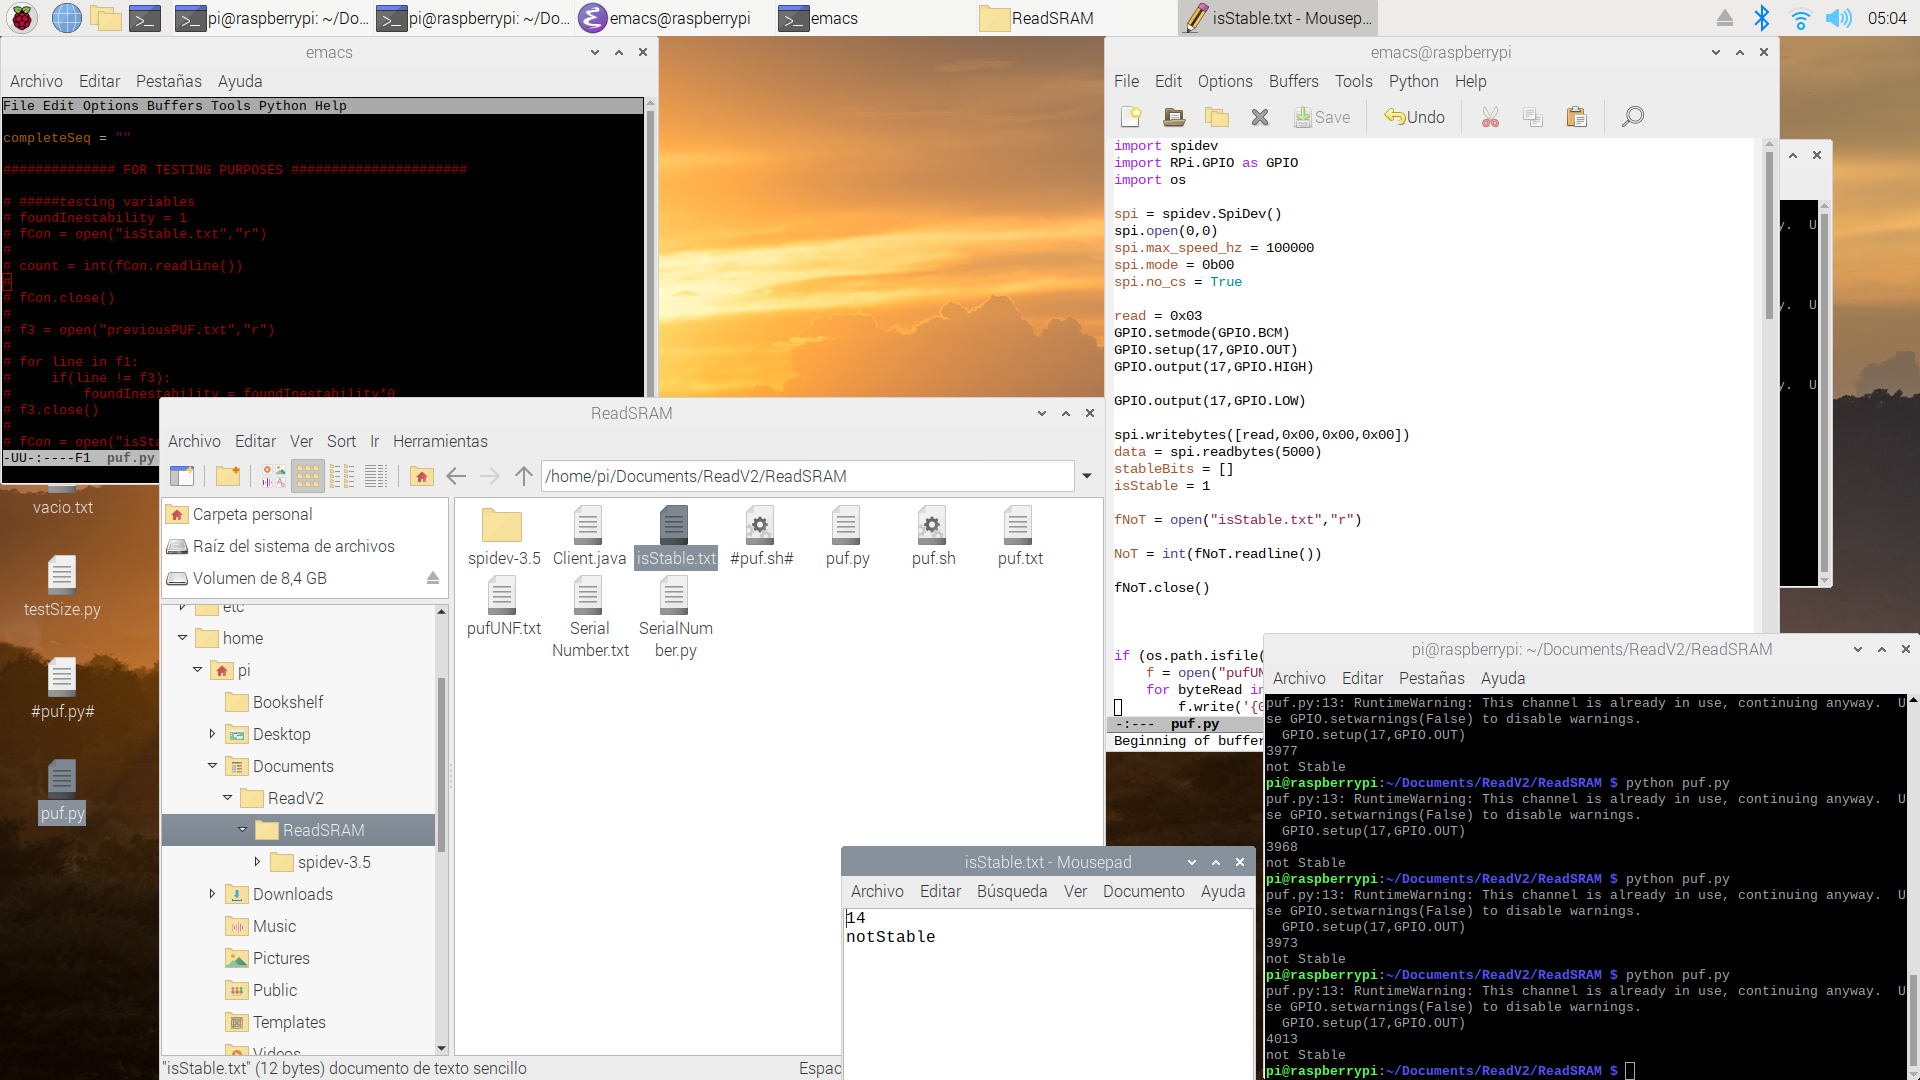 pi@raspberrypi: ~/Do...
pi@raspberrypi: ~/Do...
emacs@raspberrypi
emacs
ReadSRAM
isStable.txt - Mousep...
05:04
emacs
Archivo Editar Pestañas Ayuda
File Edit Options Buffers Tools Python Help
completeSeq = ""
############## FOR TESTING PURPOSES ######################
# #####testing variables
# foundInestability = 1
# fCon = open("isStable.txt","r")
#
# count = int(fCon.readline())
#
# fCon.close()
#
# f3 = open("previousPUF.txt","r")
#
# for line in f1:
#     if(line != f3):
#         foundInestability = foundInestability*0
# f3.close()
#
# fCon = open("isSta
-UU-:----F1  puf.py
vacio.txt
testSize.py
#puf.py#
puf.py
ReadSRAM
Archivo Editar Ver Sort Ir Herramientas
/home/pi/Documents/ReadV2/ReadSRAM
Carpeta personal
Raíz del sistema de archivos
Volumen de 8,4 GB
etc
home
pi
Bookshelf
Desktop
Documents
ReadV2
ReadSRAM
spidev-3.5
Downloads
Music
Pictures
Public
Templates
Videos
spidev-3.5
Client.java
isStable.txt
#puf.sh#
puf.py
puf.sh
puf.txt
pufUNF.txt
Serial
Number.txt
SerialNum
ber.py
"isStable.txt" (12 bytes) documento de texto sencillo
Espac
emacs@raspberrypi
File Edit Options Buffers Tools Python Help
Save
Undo
import spidev
import RPi.GPIO as GPIO
import os
spi = spidev.SpiDev()
spi.open(0,0)
spi.max_speed_hz = 100000
spi.mode = 0b00
spi.no_cs = True
read = 0x03
GPIO.setmode(GPIO.BCM)
GPIO.setup(17,GPIO.OUT)
GPIO.output(17,GPIO.HIGH)
GPIO.output(17,GPIO.LOW)
spi.writebytes([read,0x00,0x00,0x00])
data = spi.readbytes(5000)
stableBits = []
isStable = 1
fNoT = open("isStable.txt","r")
NoT = int(fNoT.readline())
fNoT.close()
if (os.path.isfile(
    f = open("pufUN
    for byteRead in
        f.write('{0
-:---  puf.py
Beginning of buffer
y.  U
y.  U
y.  U
isStable.txt - Mousepad
Archivo Editar Búsqueda Ver Documento Ayuda
14
notStable
pi@raspberrypi: ~/Documents/ReadV2/ReadSRAM
Archivo Editar Pestañas Ayuda
puf.py:13: RuntimeWarning: This channel is already in use, continuing anyway.  U
se GPIO.setwarnings(False) to disable warnings.
  GPIO.setup(17,GPIO.OUT)
3977
not Stable
pi@raspberrypi:~/Documents/ReadV2/ReadSRAM $ python puf.py
puf.py:13: RuntimeWarning: This channel is already in use, continuing anyway.  U
se GPIO.setwarnings(False) to disable warnings.
  GPIO.setup(17,GPIO.OUT)
3968
not Stable
pi@raspberrypi:~/Documents/ReadV2/ReadSRAM $ python puf.py
puf.py:13: RuntimeWarning: This channel is already in use, continuing anyway.  U
se GPIO.setwarnings(False) to disable warnings.
  GPIO.setup(17,GPIO.OUT)
3973
not Stable
pi@raspberrypi:~/Documents/ReadV2/ReadSRAM $ python puf.py
puf.py:13: RuntimeWarning: This channel is already in use, continuing anyway.  U
se GPIO.setwarnings(False) to disable warnings.
  GPIO.setup(17,GPIO.OUT)
4013
not Stable
pi@raspberrypi:~/Documents/ReadV2/ReadSRAM $